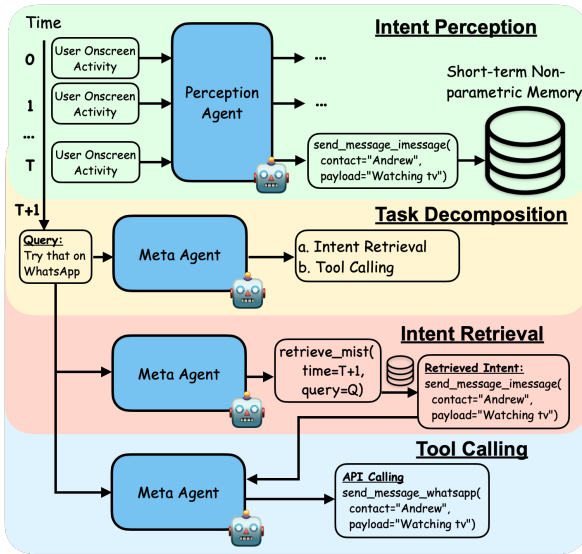 Time
Intent Perception
0
User Onscreen
Activity
...
Perception
Agent
Short-term Non-
parametric Memory
1
User Onscreen
Activity
...
...
T
User Onscreen
Activity
send_message_imessage(
contact="Andrew",
payload="Watching tv")
T+1
Task Decomposition
Query:
Try that on
WhatsApp
Meta Agent
a. Intent Retrieval
b. Tool Calling
Intent Retrieval
Meta Agent
retrieve_mist(
time=T+1,
query=Q)
Retrieved Intent:
send_message_imessage(
contact="Andrew",
payload="Watching tv")
Tool Calling
Meta Agent
API Calling
send_message_whatsapp(
contact="Andrew",
payload="Watching tv")